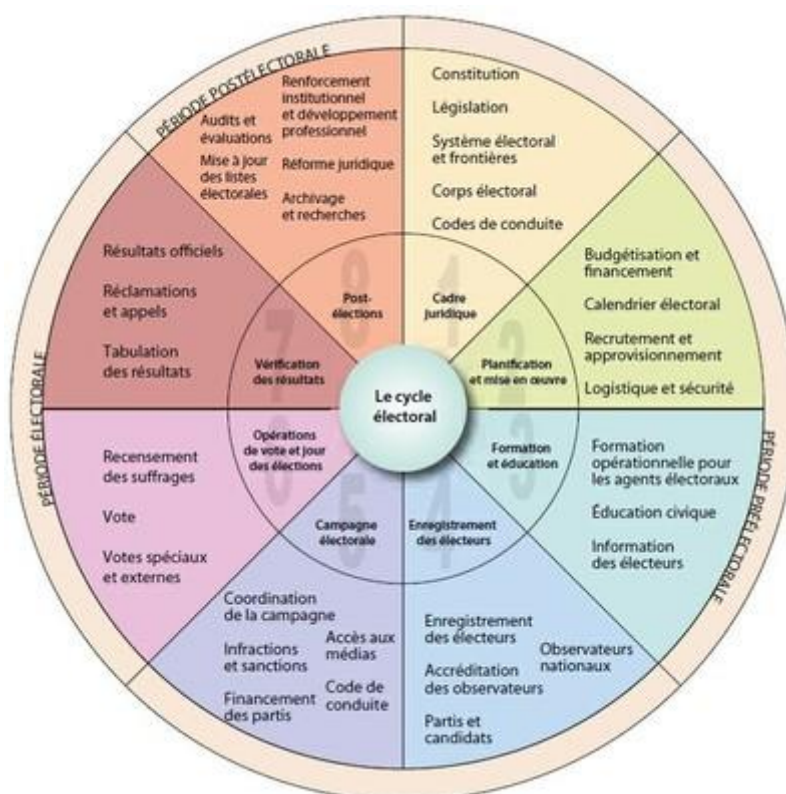 Le cycle
électoral
1
Cadre
juridique
Constitution
Législation
Système électoral
et frontières
Corps électoral
Codes de conduite
2
Planification
et mise en œuvre
Budgétisation et
financement
Calendrier électoral
Recrutement et
approvisionnement
Logistique et sécurité
3
Formation
et éducation
Formation
opérationnelle pour
les agents électoraux
Éducation civique
Information
des électeurs
4
Enregistrement
des électeurs
Enregistrement
des électeurs
Accréditation
des observateurs
Partis et
candidats
Observateurs
nationaux
5
Campagne
électorale
Coordination
de la campagne
Infractions
et sanctions
Financement
des partis
Accès aux
médias
Code de
conduite
6
Opérations
de vote et jour
des élections
Recensement
des suffrages
Vote
Votes spéciaux
et externes
7
Vérification
des résultats
Résultats officiels
Réclamations
et appels
Tabulation
des résultats
8
Post-
élections
Audits et
évaluations
Mise à jour
des listes
électorales
Renforcement
institutionnel
et développement
professionnel
Réforme juridique
Archivage
et recherches
PÉRIODE PRÉÉLECTORALE
PÉRIODE ÉLECTORALE
PÉRIODE POSTÉLECTORALE